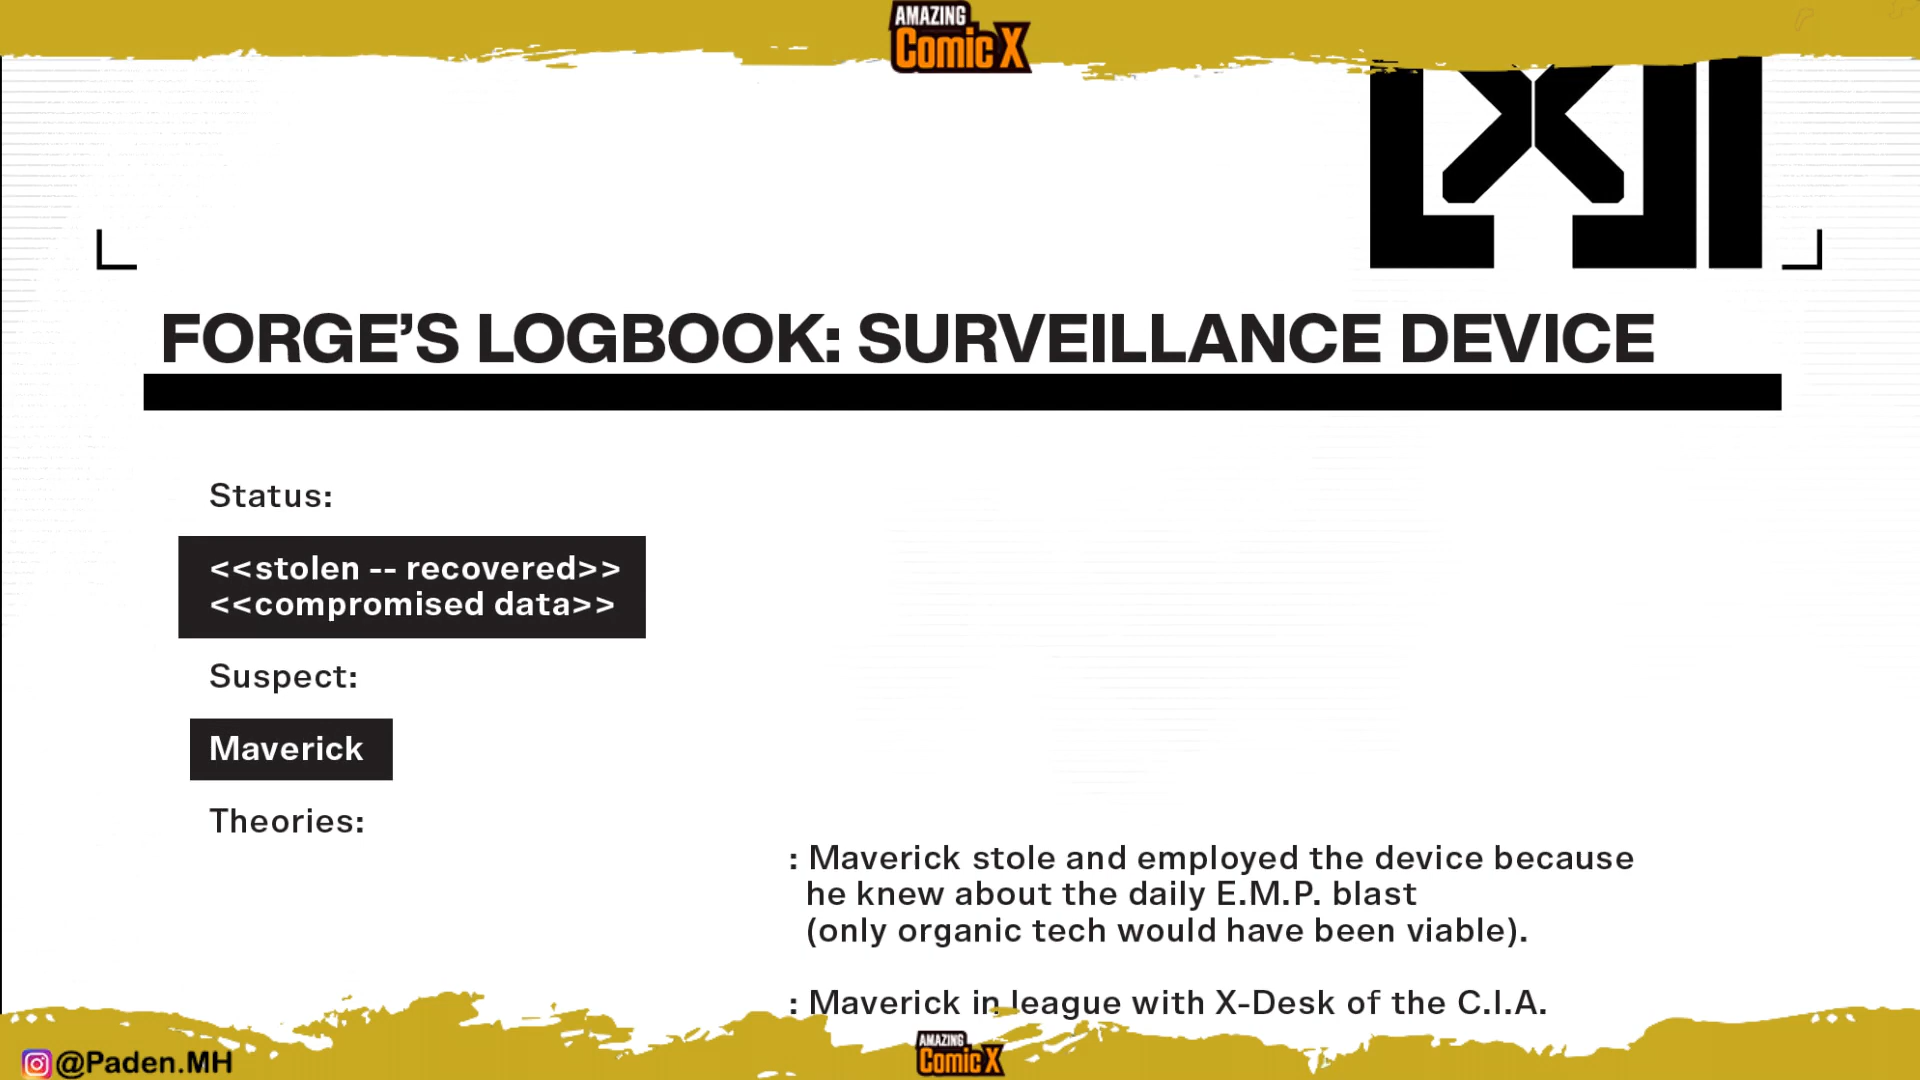 AMAZING
Comic X
FORGE’S LOGBOOK: SURVEILLANCE DEVICE
Status:
<<stolen -- recovered>>
<<compromised data>>
Suspect:
Maverick
Theories:
: Maverick stole and employed the device because
he knew about the daily E.M.P. blast
(only organic tech would have been viable).
: Maverick in league with X-Desk of the C.I.A.
AMAZING
Comic X
@Paden.MH